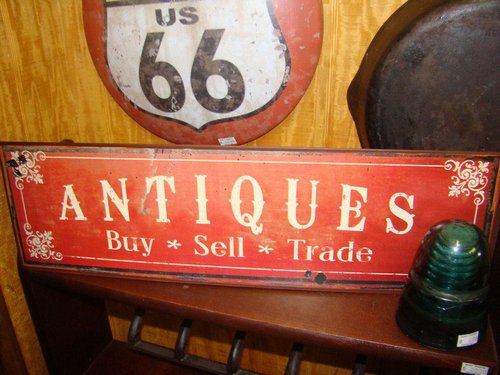 US
66
ANTIQUES
Buy * Sell * Trade